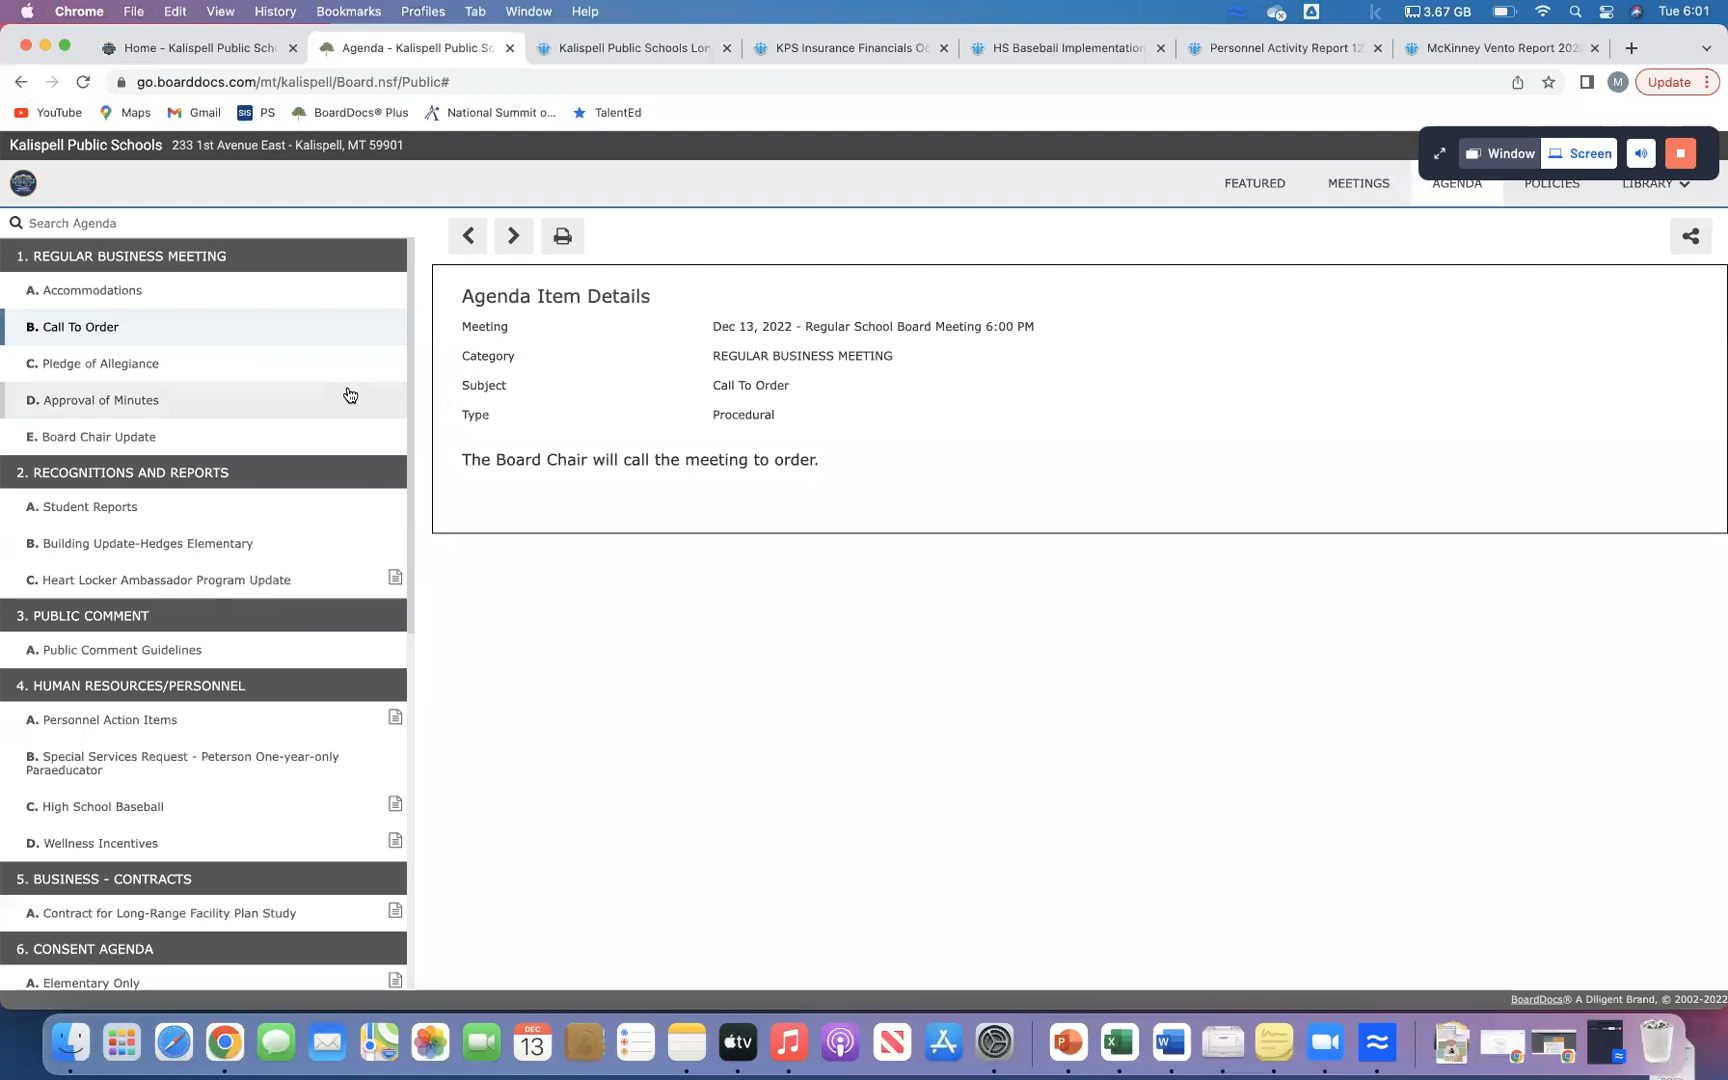 Chrome File Edit View History Bookmarks Profiles Tab Window Help 3.67 GB Tue 6:01
Home - Kalispell Public Sch Agenda - Kalispell Public Sc Kalispell Public Schools Lon KPS Insurance Financials Oc HS Baseball Implementation Personnel Activity Report 12. McKinney Vento Report 202
go.boarddocs.com/mt/kalispell/Board.nsf/Public# M Update
YouTube Maps Gmail SIS PS BoardDocs® Plus National Summit o... TalentEd
Kalispell Public Schools 233 1st Avenue East - Kalispell, MT 59901
Window Screen
FEATURED MEETINGS AGENDA POLICIES LIBRARY
Search Agenda
1. REGULAR BUSINESS MEETING
A. Accommodations
B. Call To Order
C. Pledge of Allegiance
D. Approval of Minutes
E. Board Chair Update
2. RECOGNITIONS AND REPORTS
A. Student Reports
B. Building Update-Hedges Elementary
C. Heart Locker Ambassador Program Update
3. PUBLIC COMMENT
A. Public Comment Guidelines
4. HUMAN RESOURCES/PERSONNEL
A. Personnel Action Items
B. Special Services Request - Peterson One-year-only
Paraeducator
C. High School Baseball
D. Wellness Incentives
5. BUSINESS - CONTRACTS
A. Contract for Long-Range Facility Plan Study
6. CONSENT AGENDA
A. Elementary Only
Agenda Item Details
Meeting Dec 13, 2022 - Regular School Board Meeting 6:00 PM
Category REGULAR BUSINESS MEETING
Subject Call To Order
Type Procedural
The Board Chair will call the meeting to order.
BoardDocs® A Diligent Brand, © 2002-2022
DEC
13
tv
P
X
W